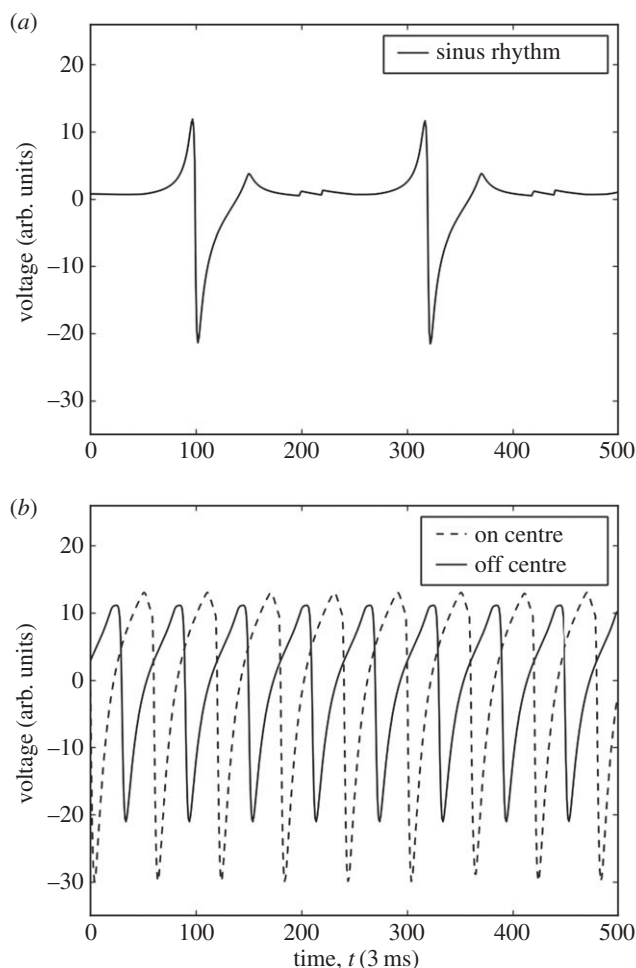 (a)
20
10
0
−10
−20
−30
voltage (arb. units)
sinus rhythm
0 100 200 300 400 500
(b)
20
10
0
−10
−20
−30
voltage (arb. units)
on centre
off centre
0 100 200 300 400 500
time, t (3 ms)